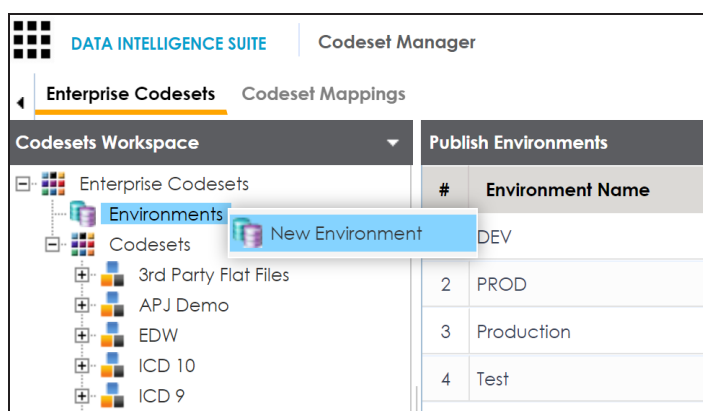 DATA INTELLIGENCE SUITE Codeset Manager
Enterprise Codesets Codeset Mappings
Codesets Workspace
Enterprise Codesets
Environments
New Environment
Codesets
3rd Party Flat Files
APJ Demo
EDW
ICD 10
ICD 9
Publish Environments
# Environment Name
DEV
2 PROD
3 Production
4 Test